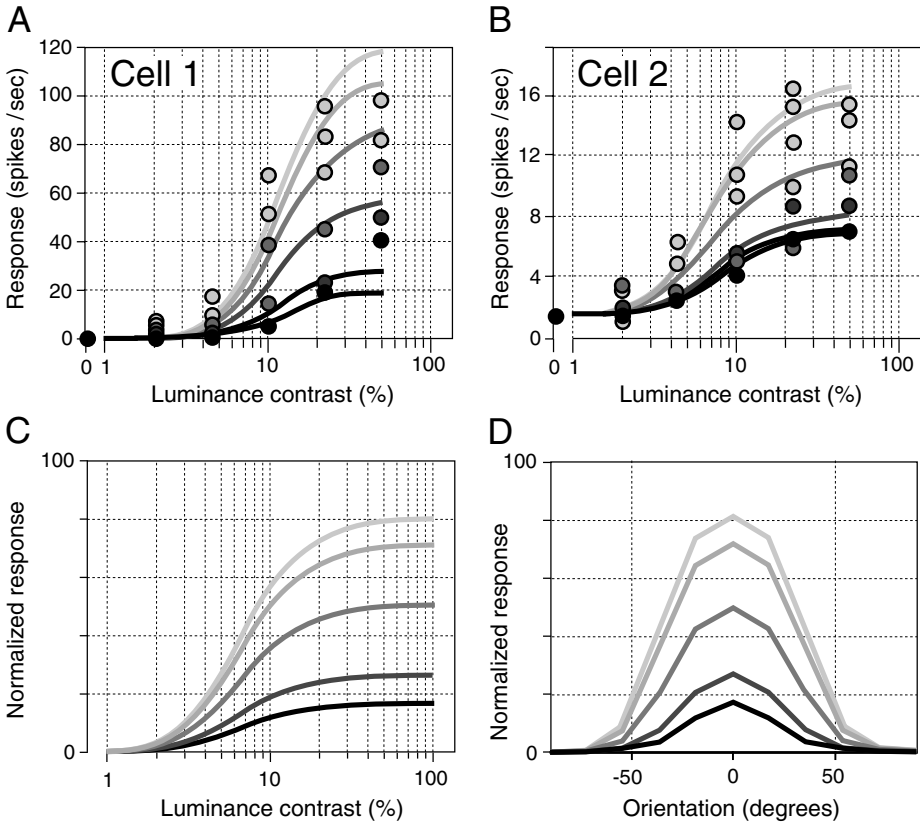 A
Cell 1
Response (spikes / sec)
120
100
80
60
40
20
0
0 1 10 100
Luminance contrast (%)
B
Cell 2
Response (spikes / sec)
16
12
8
4
0
0 1 10 100
Luminance contrast (%)
C
Normalized response
100
0
1 10 100
Luminance contrast (%)
D
Normalized response
100
0
-50 0 50
Orientation (degrees)